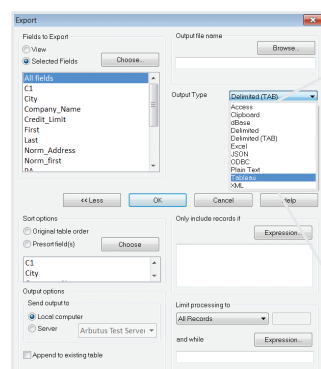 Export
Fields to Export
View
Selected Fields
Choose...
All fields
C1
City
Company_Name
Credit_Limit
First
Last
Norm_Address
Norm_first
Output file name
Browse...
Output Type
Delimited (TAB)
Access
Clipboard
dBase
Delimited
Delimited (TAB)
Excel
JSON
ODBC
Plain Text
Tableau
XML
<< Less
OK
Cancel
Help
Sort options
Original table order
Presort field(s)
Choose
C1
City
Only include records if
Expression...
Output options
Send output to
Local computer
Server
Arbutus Test Server
Append to existing table
Limit processing to
All Records
and while
Expression...